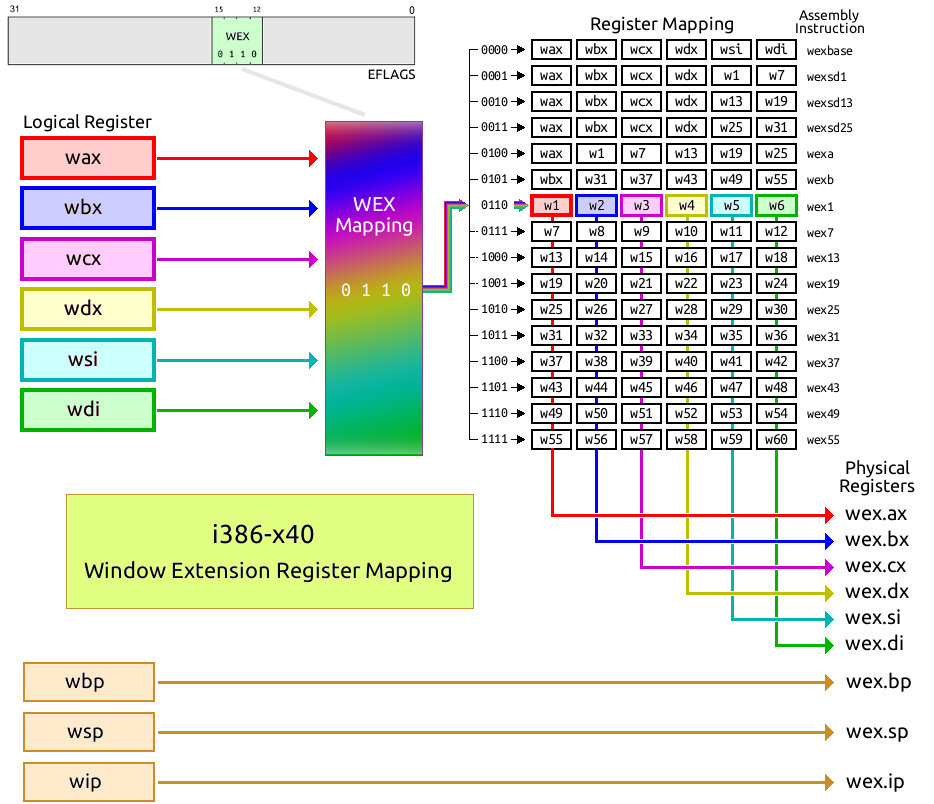 31 15 12 0
WEX
0 1 1 0
EFLAGS
Register Mapping
Assembly
Instruction
0000 wax wbx wcx wdx wsi wdi wexbase
0001 wax wbx wcx wdx w1 w7 wexsd1
0010 wax wbx wcx wdx w13 w19 wexsd13
0011 wax wbx wcx wdx w25 w31 wexsd25
0100 wax w1 w7 w13 w19 w25 wexa
0101 wbx w31 w37 w43 w49 w55 wexb
0110 w1 w2 w3 w4 w5 w6 wex1
0111 w7 w8 w9 w10 w11 w12 wex7
1000 w13 w14 w15 w16 w17 w18 wex13
1001 w19 w20 w21 w22 w23 w24 wex19
1010 w25 w26 w27 w28 w29 w30 wex25
1011 w31 w32 w33 w34 w35 w36 wex31
1100 w37 w38 w39 w40 w41 w42 wex37
1101 w43 w44 w45 w46 w47 w48 wex43
1110 w49 w50 w51 w52 w53 w54 wex49
1111 w55 w56 w57 w58 w59 w60 wex55
Logical Register
wax
wbx
wcx
wdx
wsi
wdi
WEX
Mapping
0 1 1 0
Physical
Registers
wex.ax
wex.bx
wex.cx
wex.dx
wex.si
wex.di
i386-x40
Window Extension Register Mapping
wbp wex.bp
wsp wex.sp
wip wex.ip